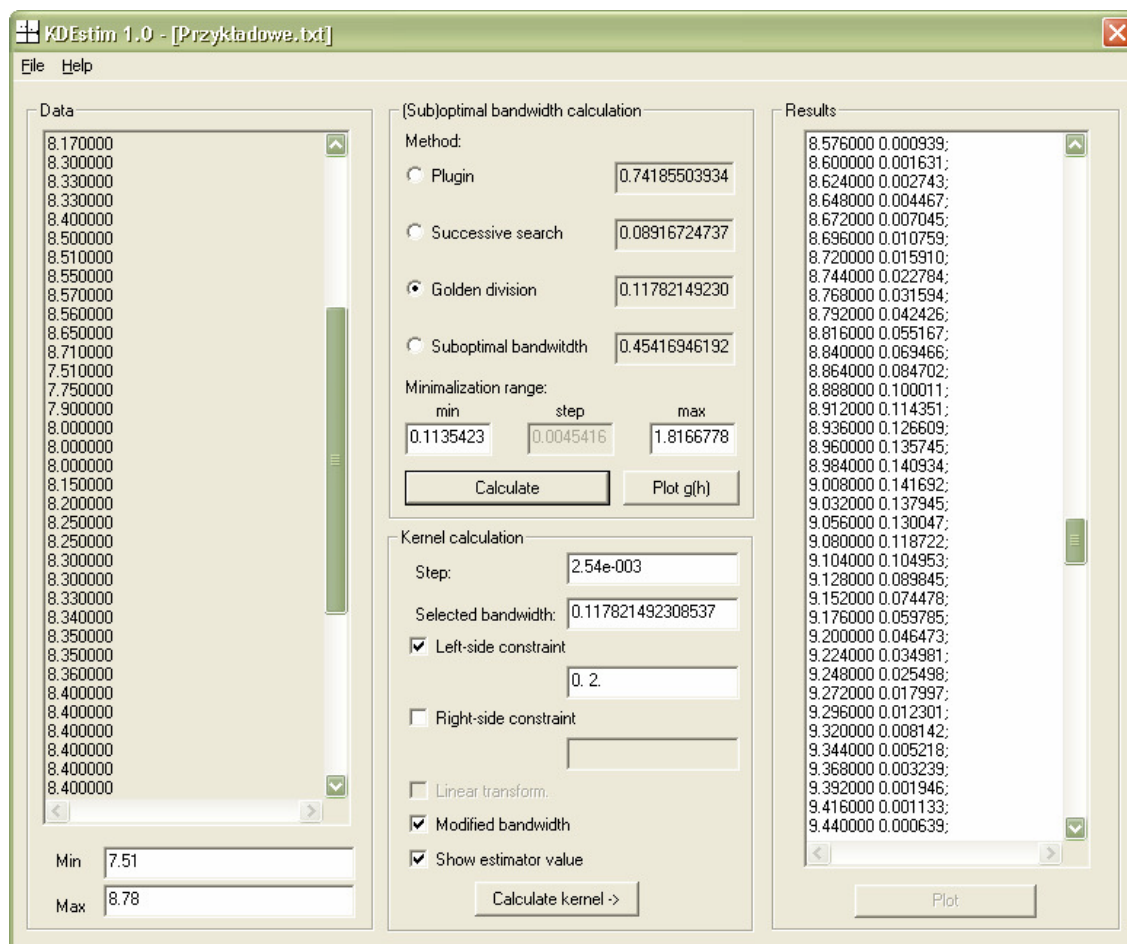 KDEstim 1.0 - [Przykładowe.txt]
File Help
Data
8.170000
8.300000
8.330000
8.330000
8.400000
8.500000
8.510000
8.550000
8.570000
8.560000
8.650000
8.710000
7.510000
7.750000
7.900000
8.000000
8.000000
8.000000
8.150000
8.200000
8.250000
8.250000
8.300000
8.300000
8.330000
8.340000
8.350000
8.350000
8.360000
8.400000
8.400000
8.400000
8.400000
8.400000
8.400000
Min 7.51
Max 8.78
(Sub)optimal bandwidth calculation
Method:
Plugin 0.74185503934
Successive search 0.08916724737
Golden division 0.11782149230
Suboptimal bandwitdth 0.45416946192
Minimalization range:
min step max
0.1135423 0.0045416 1.8166778
Calculate Plot g(h)
Kernel calculation
Step: 2.54e-003
Selected bandwidth: 0.117821492308537
Left-side constraint
0. 2.
Right-side constraint
Linear transform.
Modified bandwidth
Show estimator value
Calculate kernel ->
Results
8.576000 0.000939;
8.600000 0.001631;
8.624000 0.002743;
8.648000 0.004467;
8.672000 0.007045;
8.696000 0.010759;
8.720000 0.015910;
8.744000 0.022784;
8.768000 0.031594;
8.792000 0.042426;
8.816000 0.055167;
8.840000 0.069466;
8.864000 0.084702;
8.888000 0.100011;
8.912000 0.114351;
8.936000 0.126609;
8.960000 0.135745;
8.984000 0.140934;
9.008000 0.141692;
9.032000 0.137945;
9.056000 0.130047;
9.080000 0.118722;
9.104000 0.104953;
9.128000 0.089845;
9.152000 0.074478;
9.176000 0.059785;
9.200000 0.046473;
9.224000 0.034981;
9.248000 0.025498;
9.272000 0.017997;
9.296000 0.012301;
9.320000 0.008142;
9.344000 0.005218;
9.368000 0.003239;
9.392000 0.001946;
9.416000 0.001133;
9.440000 0.000639;
Plot